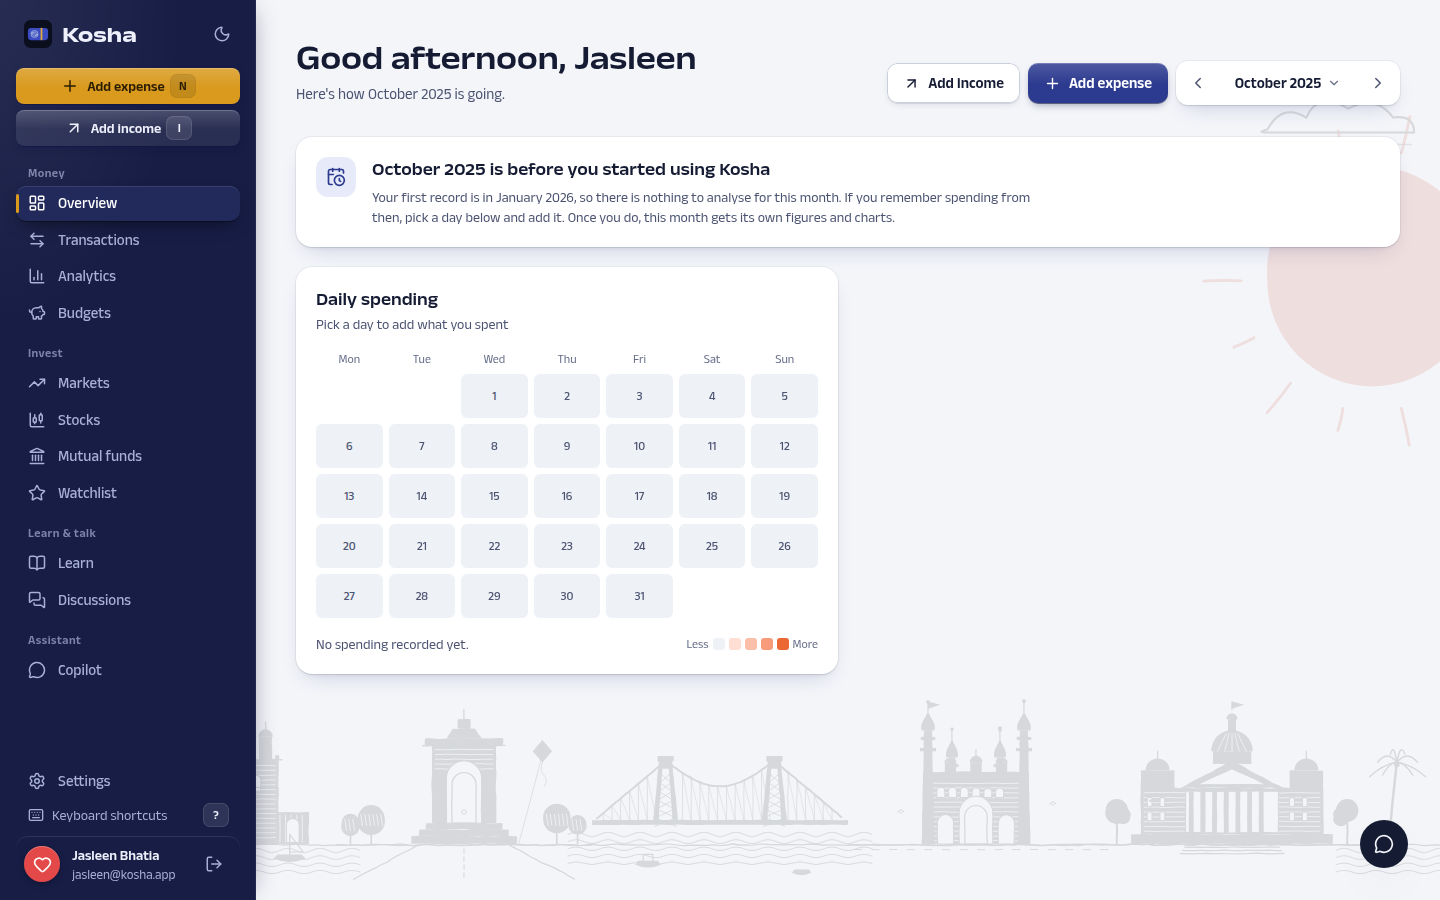 Kosha
Add expense N
Add income I
Money
Overview
Transactions
Analytics
Budgets
Invest
Markets
Stocks
Mutual funds
Watchlist
Learn & talk
Learn
Discussions
Assistant
Copilot
Settings
Keyboard shortcuts ?
Jasleen Bhatia
jasleen@kosha.app
Good afternoon, Jasleen
Here's how October 2025 is going.
Add income
Add expense
October 2025
October 2025 is before you started using Kosha
Your first record is in January 2026, so there is nothing to analyse for this month. If you remember spending from
then, pick a day below and add it. Once you do, this month gets its own figures and charts.
Daily spending
Pick a day to add what you spent
Mon Tue Wed Thu Fri Sat Sun
1 2 3 4 5
6 7 8 9 10 11 12
13 14 15 16 17 18 19
20 21 22 23 24 25 26
27 28 29 30 31
No spending recorded yet.
Less More